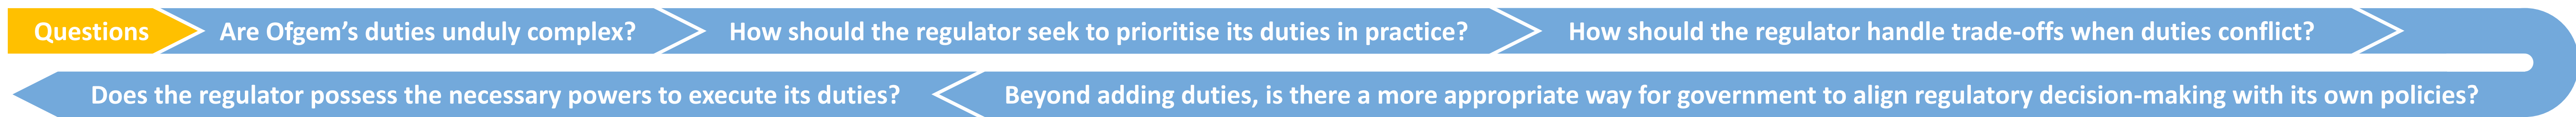 Questions
Are Ofgem’s duties unduly complex?
How should the regulator seek to prioritise its duties in practice?
How should the regulator handle trade-offs when duties conflict?
Beyond adding duties, is there a more appropriate way for government to align regulatory decision-making with its own policies?
Does the regulator possess the necessary powers to execute its duties?